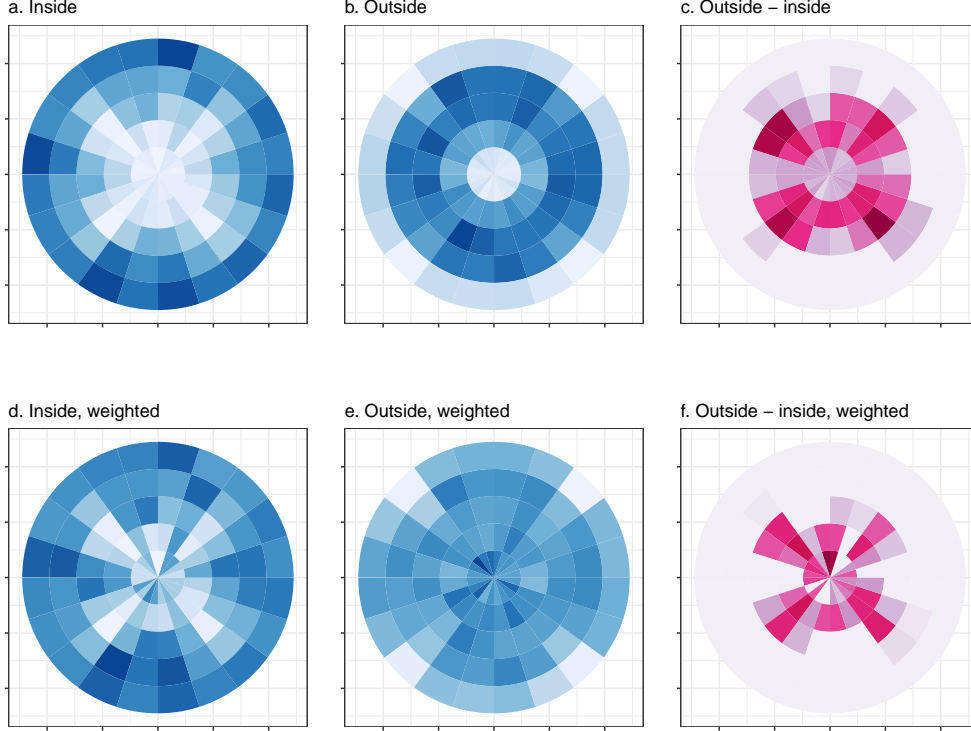 a. Inside
b. Outside
c. Outside − inside
d. Inside, weighted
e. Outside, weighted
f. Outside − inside, weighted